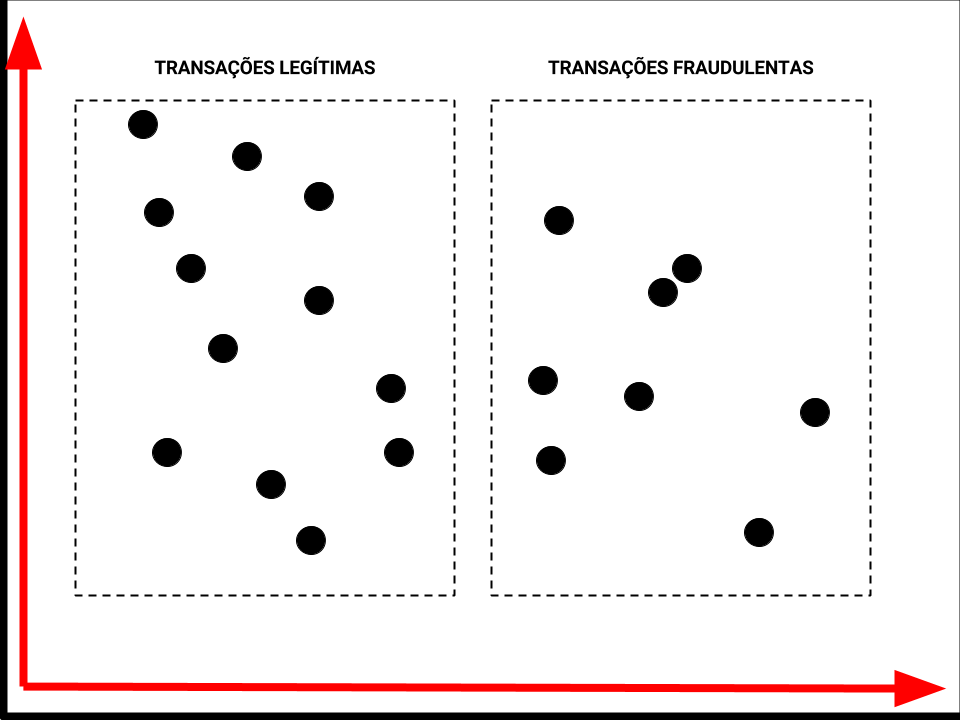 TRANSAÇÕES LEGÍTIMAS
TRANSAÇÕES FRAUDULENTAS